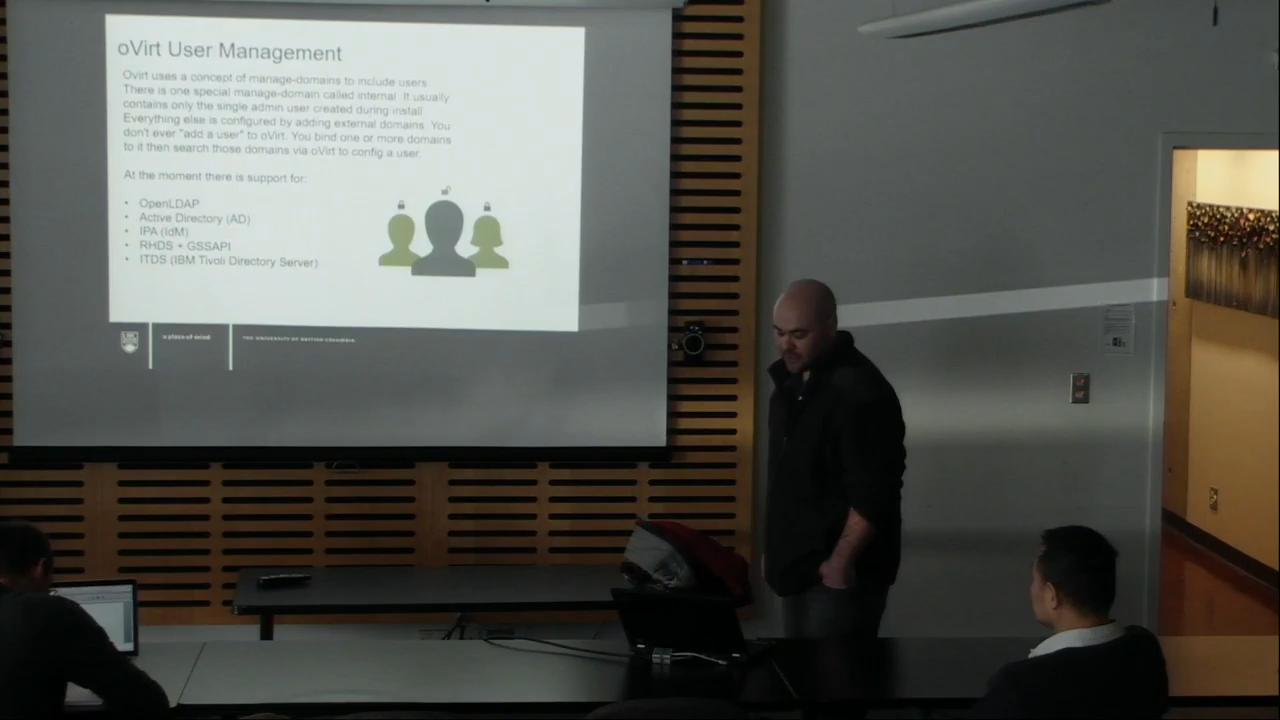 oVirt User Management
Ovirt uses a concept of manage-domains to include users
There is one special manage-domain called internal. It usually
contains only the single admin user created during install
Everything else is configured by adding external domains. You
don't ever "add a user" to oVirt. You bind one or more domains
to it then search those domains via oVirt to config a user.
At the moment there is support for:
• OpenLDAP
• Active Directory (AD)
• IPA (IdM)
• RHDS + GSSAPI
• ITDS (IBM Tivoli Directory Server)
a place of mind
THE UNIVERSITY OF BRITISH COLUMBIA